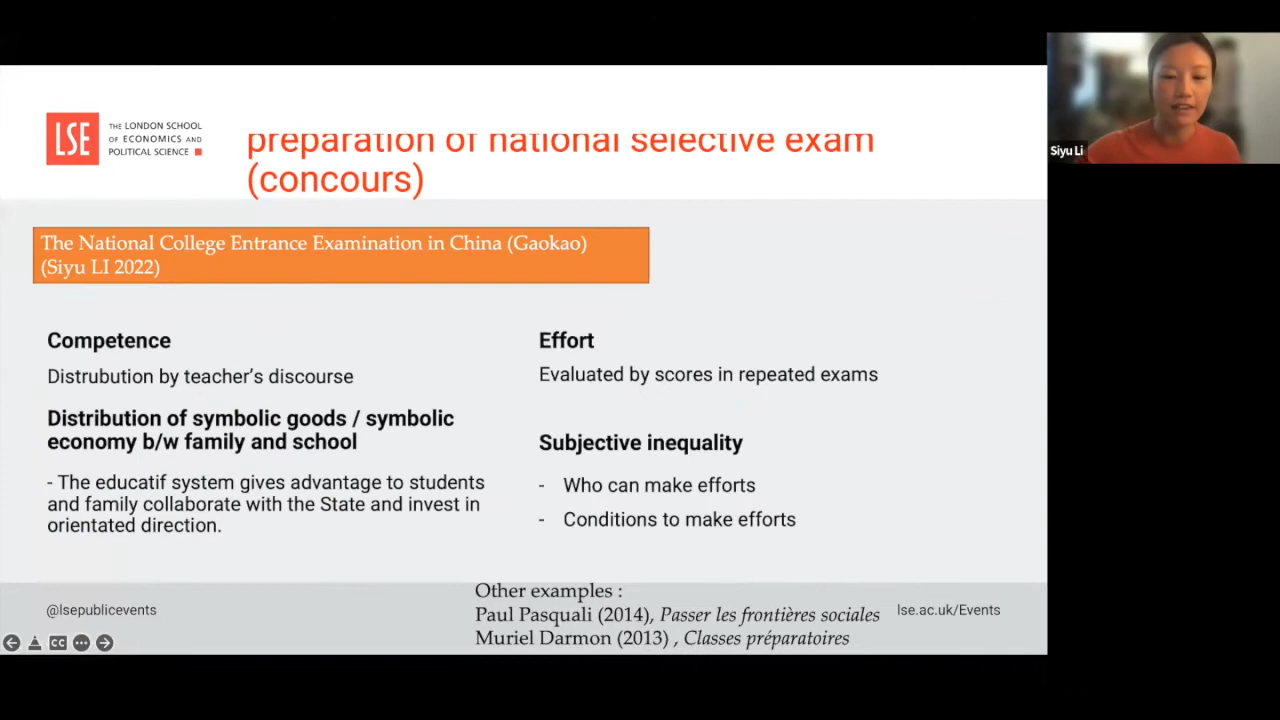 LSE
THE LONDON SCHOOL
OF ECONOMICS AND
POLITICAL SCIENCE
preparation of national selective exam
(concours)
Siyu Li
The National College Entrance Examination in China (Gaokao)
(Siyu LI 2022)
Competence
Distrubution by teacher's discourse
Distribution of symbolic goods / symbolic
economy b/w family and school
- The educatif system gives advantage to students
and family collaborate with the State and invest in
orientated direction.
Effort
Evaluated by scores in repeated exams
Subjective inequality
- Who can make efforts
- Conditions to make efforts
Other examples :
Paul Pasquali (2014), Passer les frontières sociales
Muriel Darmon (2013) , Classes préparatoires
@lsepublicevents
lse.ac.uk/Events
CC